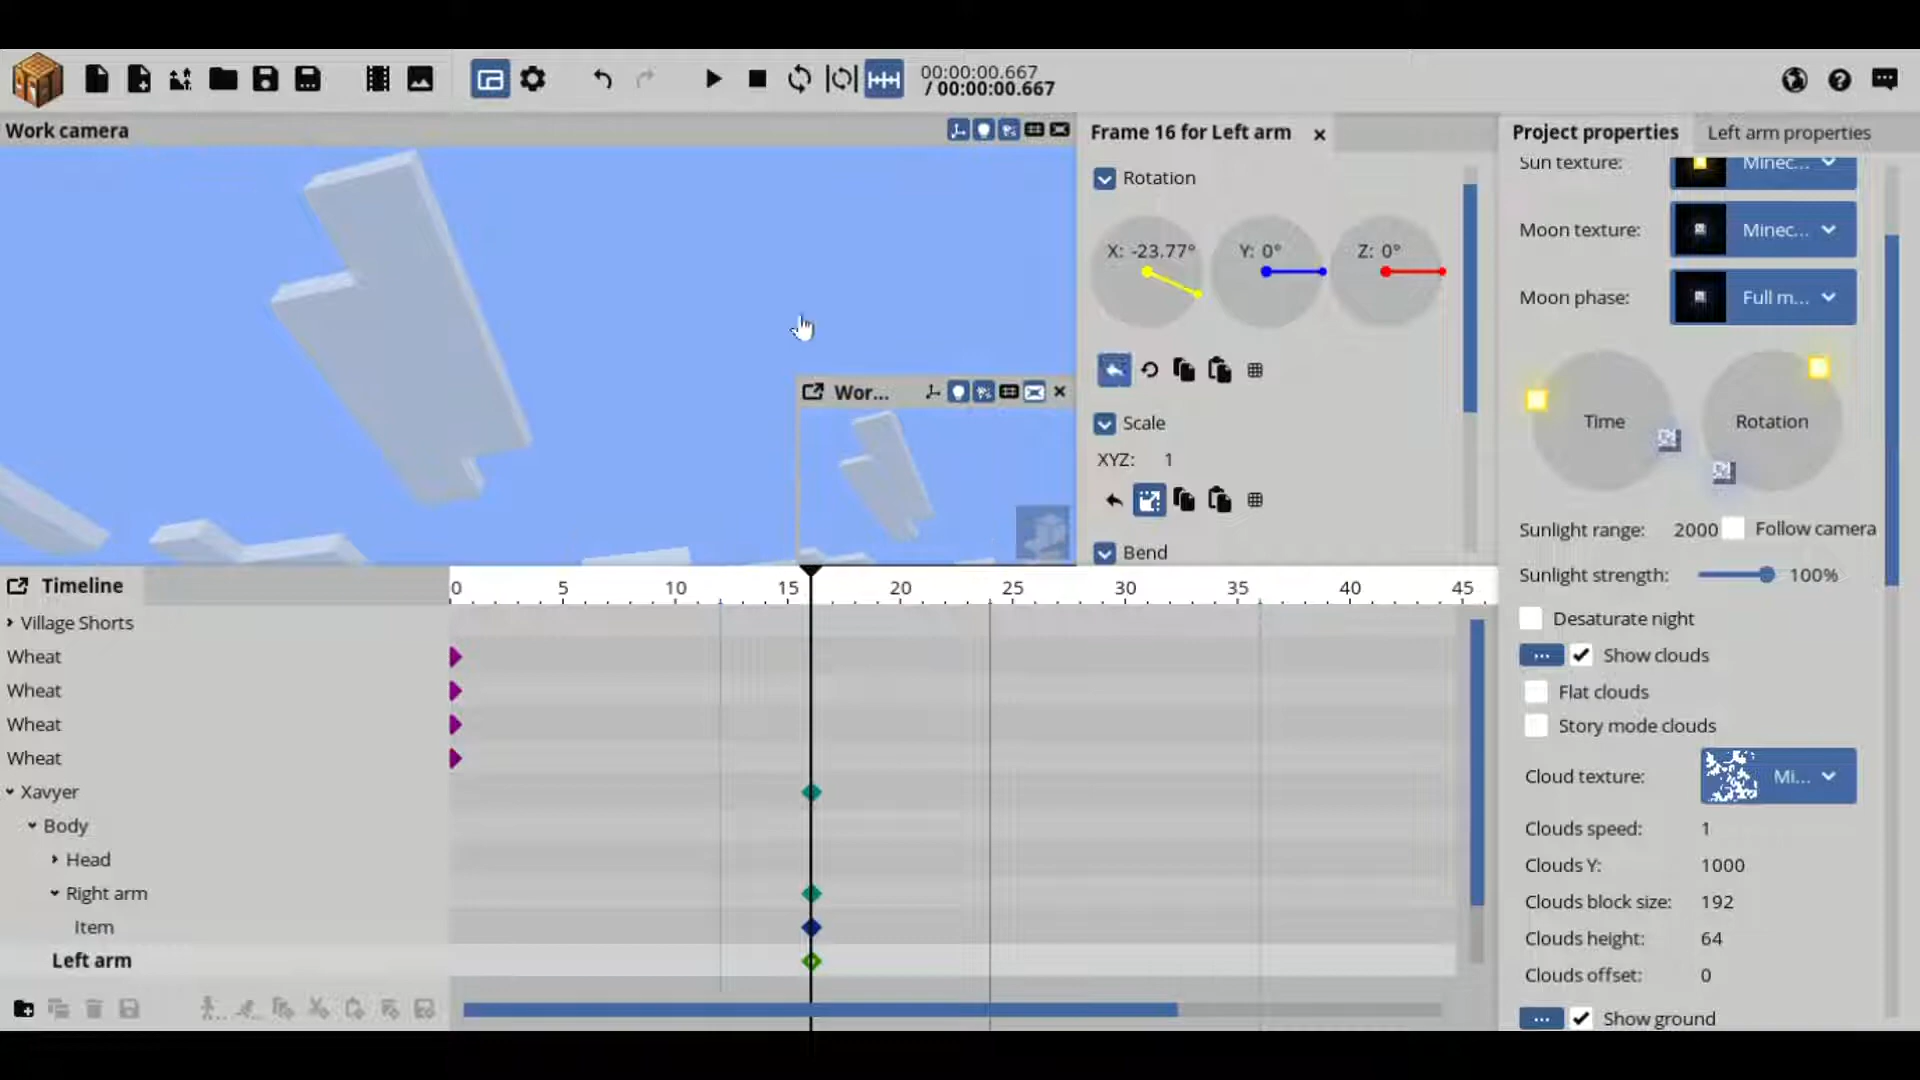 00:00:00.667
/ 00:00:00.667
Work camera
Frame 16 for Left arm
Project properties
Left arm properties
Rotation
X: -23.77°
Y: 0°
Z: 0°
Scale
XYZ: 1
Bend
Wor...
Sun texture:
Minec...
Moon texture:
Minec...
Moon phase:
Full m...
Time
Rotation
Sunlight range: 2000
Follow camera
Sunlight strength: 100%
Desaturate night
Show clouds
Flat clouds
Story mode clouds
Cloud texture:
Mi...
Clouds speed: 1
Clouds Y: 1000
Clouds block size: 192
Clouds height: 64
Clouds offset: 0
Show ground
Timeline
0 5 10 15 20 25 30 35 40 45
Village Shorts
Wheat
Wheat
Wheat
Wheat
Xavyer
Body
Head
Right arm
Item
Left arm